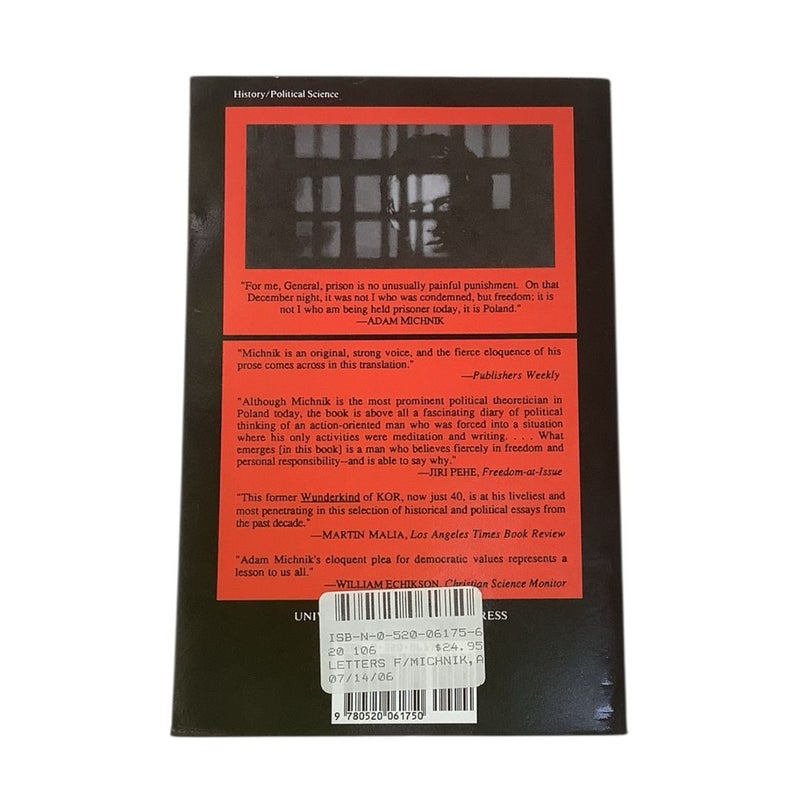 History/Political Science
"For me, General, prison is no unusually painful punishment. On that
December night, it was not I who was condemned, but freedom; it is
not I who am being held prisoner today, it is Poland."
—ADAM MICHNIK
"Michnik is an original, strong voice, and the fierce eloquence of his
prose comes across in this translation."
—Publishers Weekly
"Although Michnik is the most prominent political theoretician in
Poland today, the book is above all a fascinating diary of political
thinking of an action-oriented man who was forced into a situation
where his only activities were meditation and writing. . . . What
emerges [in this book] is a man who believes fiercely in freedom and
personal responsibility--and is able to say why."
—JIRI PEHE, Freedom-at-Issue
"This former Wunderkind of KOR, now just 40, is at his liveliest and
most penetrating in this selection of historical and political essays from
the past decade."
—MARTIN MALIA, Los Angeles Times Book Review
"Adam Michnik's eloquent plea for democratic values represents a
lesson to us all."
—WILLIAM ECHIKSON, Christian Science Monitor
ISB-N-0-520-06175-6
20 106 $24.95
LETTERS F/MICHNIK,A
07/14/06
9 780520 061750